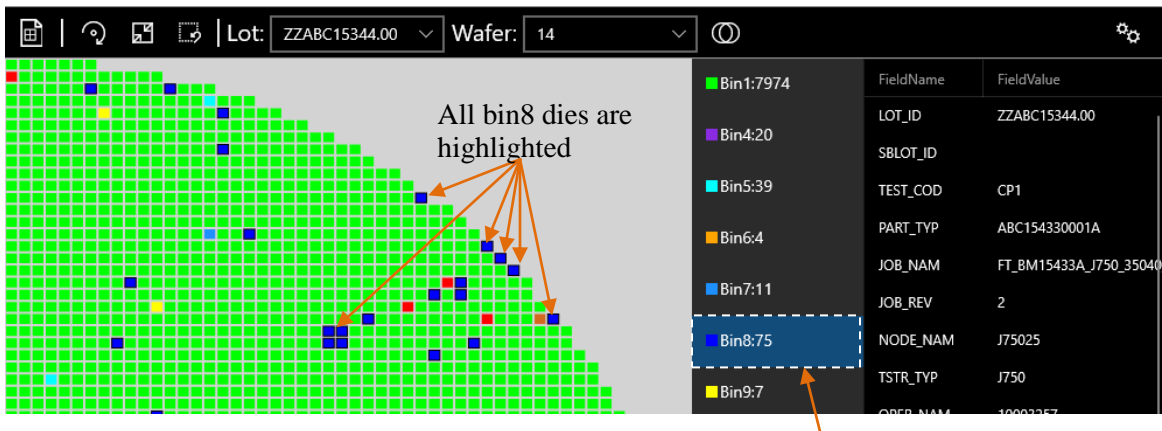 Lot: ZZABC15344.00 Wafer: 14
All bin8 dies are
highlighted
Bin1:7974
Bin4:20
Bin5:39
Bin6:4
Bin7:11
Bin8:75
Bin9:7
FieldName FieldValue
LOT_ID ZZABC15344.00
SBLOT_ID
TEST_COD CP1
PART_TYP ABC154330001A
JOB_NAM FT_BM15433A_J750_35040
JOB_REV 2
NODE_NAM J75025
TSTR_TYP J750